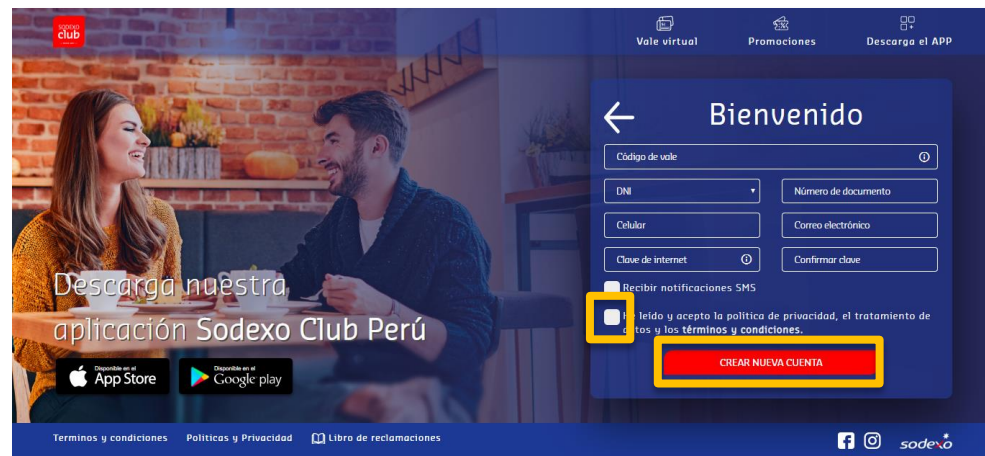 SODEXO
club
Vale virtual
Promociones
Descarga el APP
Bienvenido
Código de vale
DNI
Número de documento
Celular
Correo electrónico
Clave de internet
Confirmar clave
Recibir notificaciones SMS
He leído y acepto la política de privacidad, el tratamiento de
datos y los términos y condiciones.
CREAR NUEVA CUENTA
Descarga nuestra
aplicación Sodexo Club Perú
Disponible en el
App Store
Disponible en el
Google play
Terminos y condiciones
Politicas y Privacidad
Libro de reclamaciones
sodexo